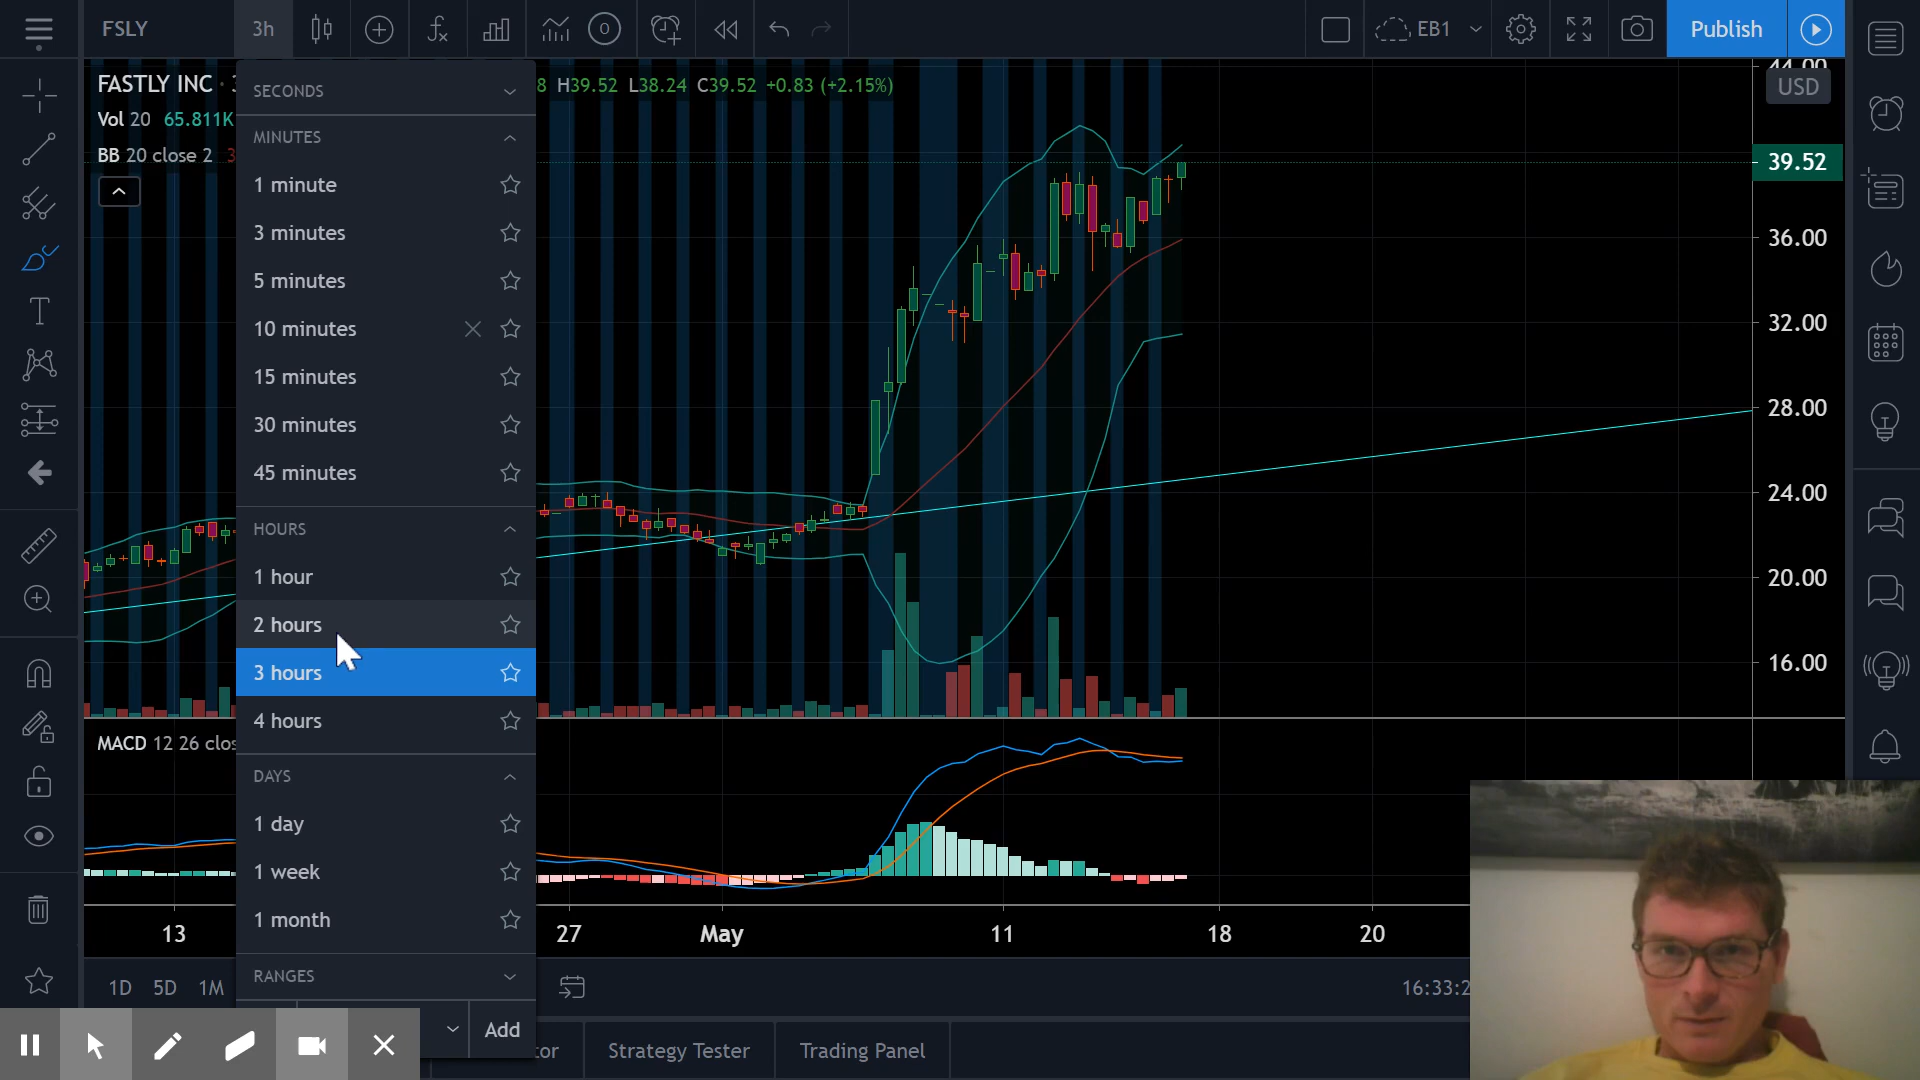 FSLY 3h EB1 Publish
FASTLY INC · 3
8 H39.52 L38.24 C39.52 +0.83 (+2.15%)
44.00
USD
Vol 20 65.811K
BB 20 close 2 3
39.52
36.00
32.00
28.00
24.00
20.00
16.00
SECONDS
MINUTES
1 minute
3 minutes
5 minutes
10 minutes
15 minutes
30 minutes
45 minutes
HOURS
1 hour
2 hours
3 hours
4 hours
DAYS
1 day
1 week
1 month
RANGES
Add
MACD 12 26 clos
13 27 May 11 18 20
1D 5D 1M
16:33:2
tor Strategy Tester Trading Panel